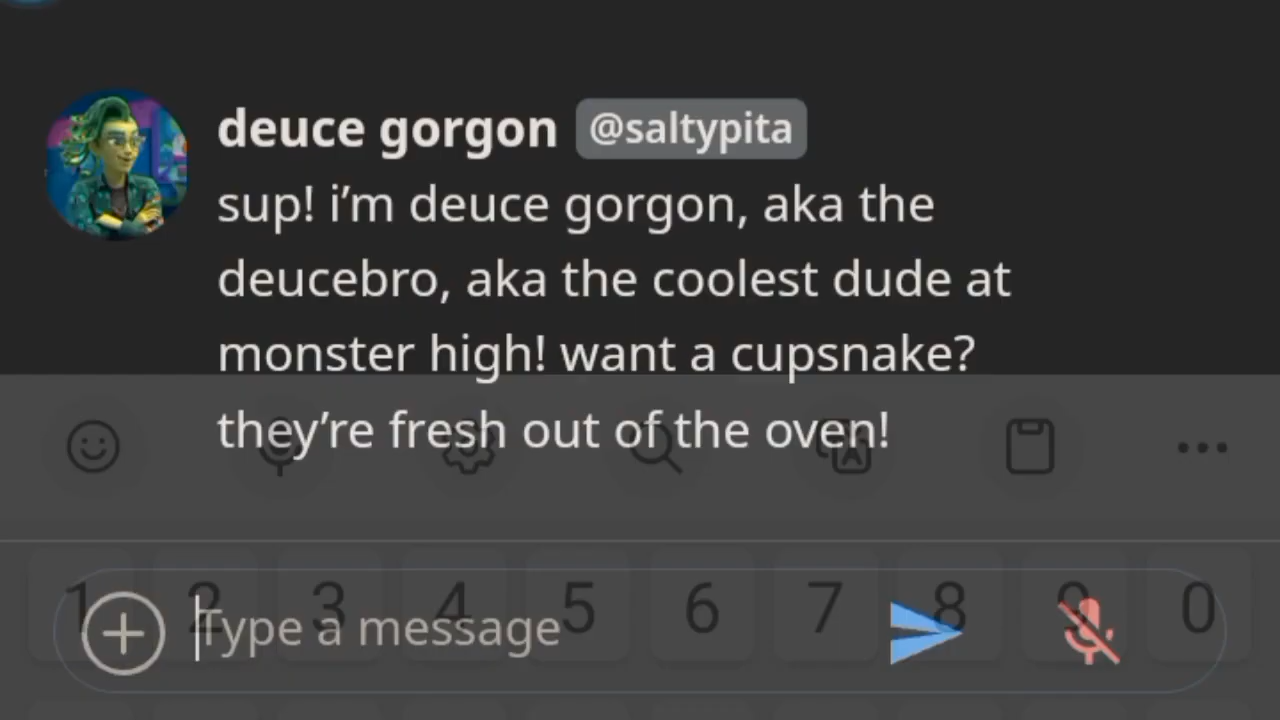 deuce gorgon @saltypita
sup! i’m deuce gorgon, aka the
deucebro, aka the coolest dude at
monster high! want a cupsnake?
they’re fresh out of the oven!
1 2 3 4 5 6 7 8 9 0
Type a message